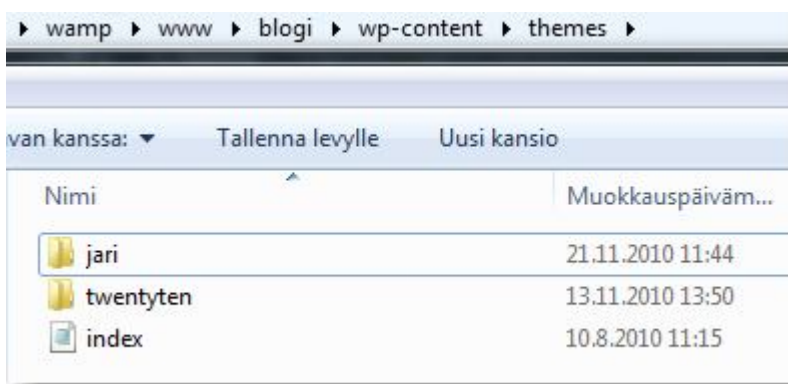 wamp www blogi wp-content themes
van kanssa: Tallenna levylle Uusi kansio
Nimi Muokkauspäiväm...
jari 21.11.2010 11:44
twentyten 13.11.2010 13:50
index 10.8.2010 11:15